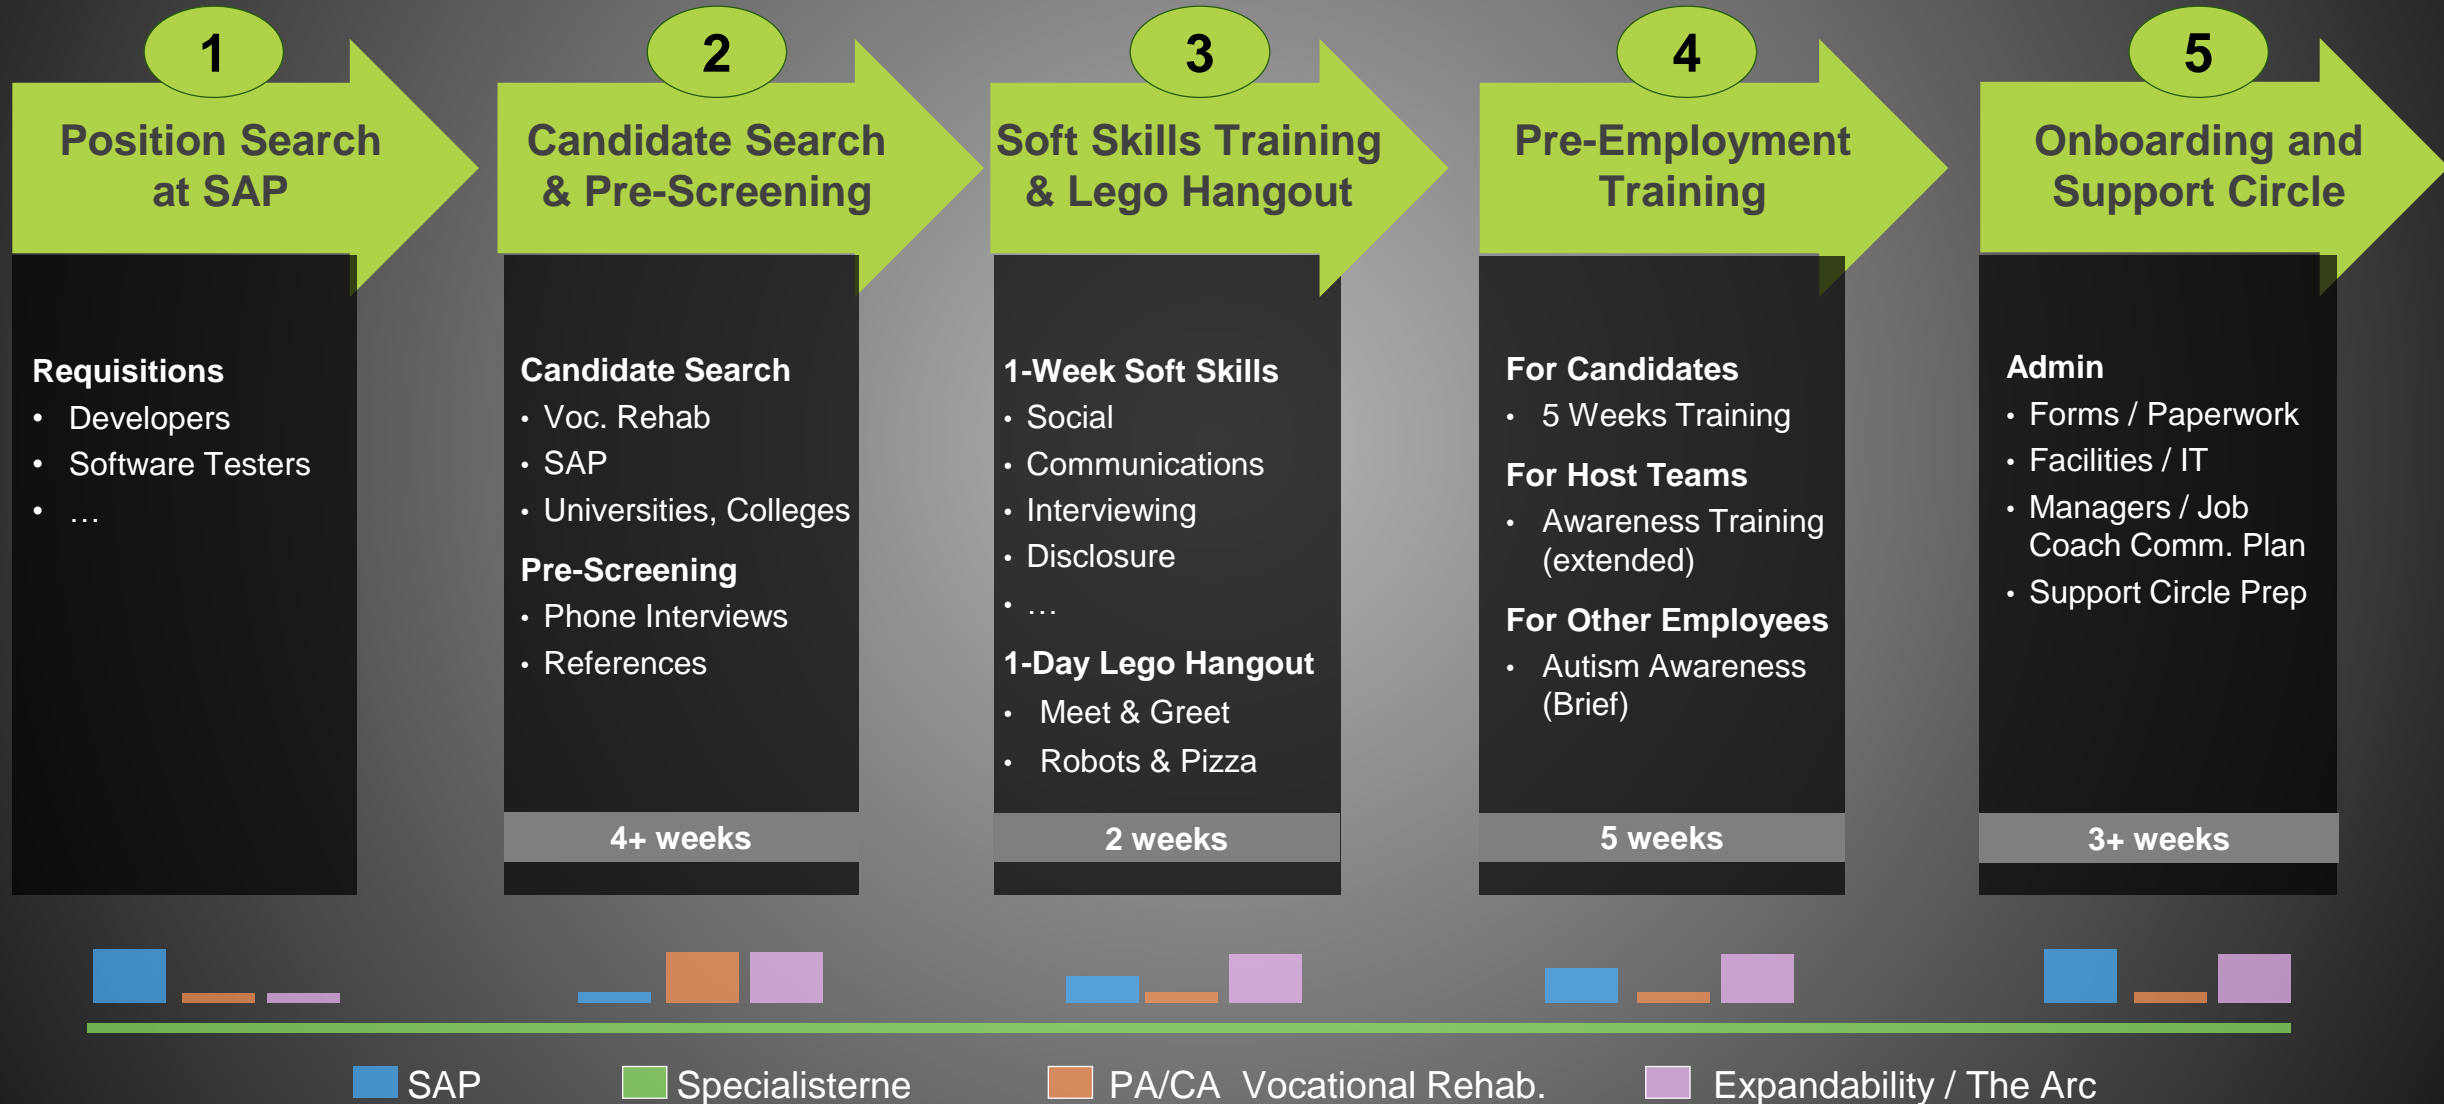 1
Position Search
at SAP
Requisitions
• Developers
• Software Testers
• …
2
Candidate Search
& Pre-Screening
Candidate Search
• Voc. Rehab
• SAP
• Universities, Colleges
Pre-Screening
• Phone Interviews
• References
4+ weeks
3
Soft Skills Training
& Lego Hangout
1-Week Soft Skills
• Social
• Communications
• Interviewing
• Disclosure
• …
1-Day Lego Hangout
• Meet & Greet
• Robots & Pizza
2 weeks
4
Pre-Employment
Training
For Candidates
• 5 Weeks Training
For Host Teams
• Awareness Training
(extended)
For Other Employees
• Autism Awareness
(Brief)
5 weeks
5
Onboarding and
Support Circle
Admin
• Forms / Paperwork
• Facilities / IT
• Managers / Job
Coach Comm. Plan
• Support Circle Prep
3+ weeks
SAP
Specialisterne
PA/CA Vocational Rehab.
Expandability / The Arc